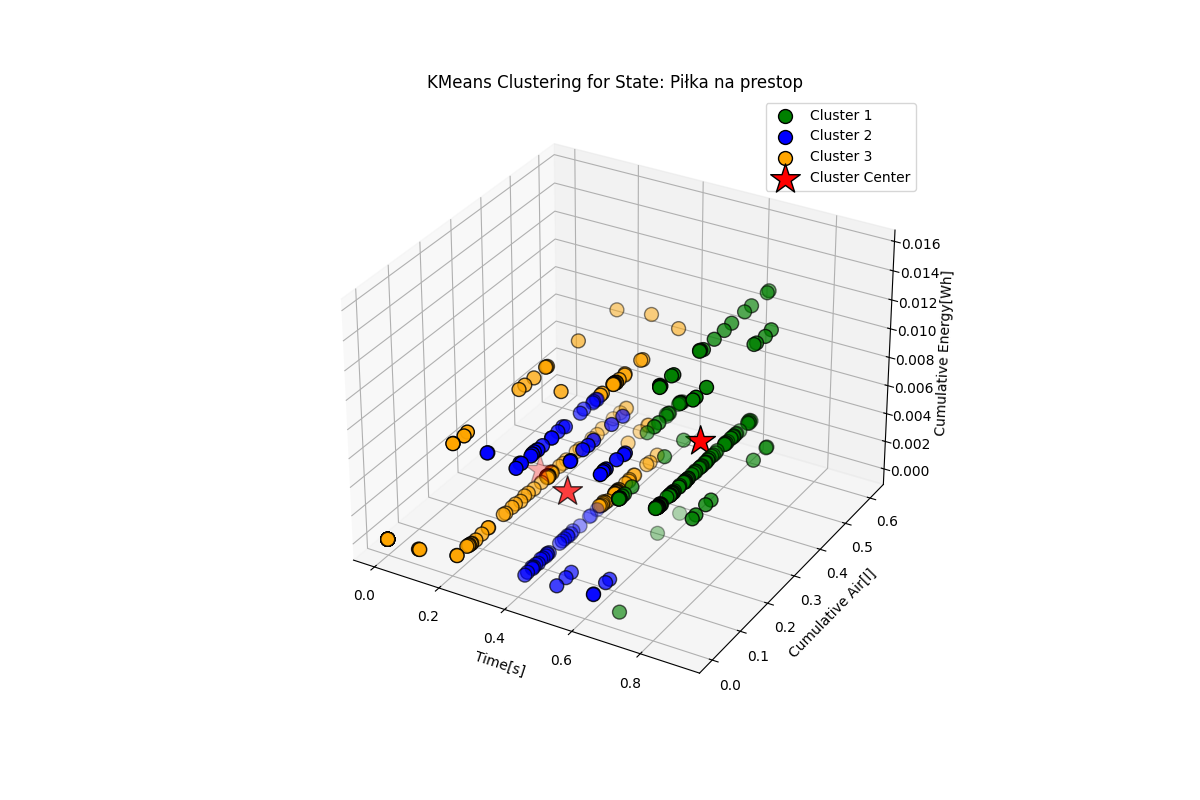 KMeans Clustering for State: Piłka na prestop
Cluster 1
Cluster 2
Cluster 3
Cluster Center
0.016
0.014
0.012
0.010
0.008
0.006
0.004
0.002
0.000
Cumulative Energy[Wh]
0.6
0.5
0.4
0.3
0.2
0.1
0.0
Cumulative Air[l]
0.0
0.2
0.4
0.6
0.8
Time[s]